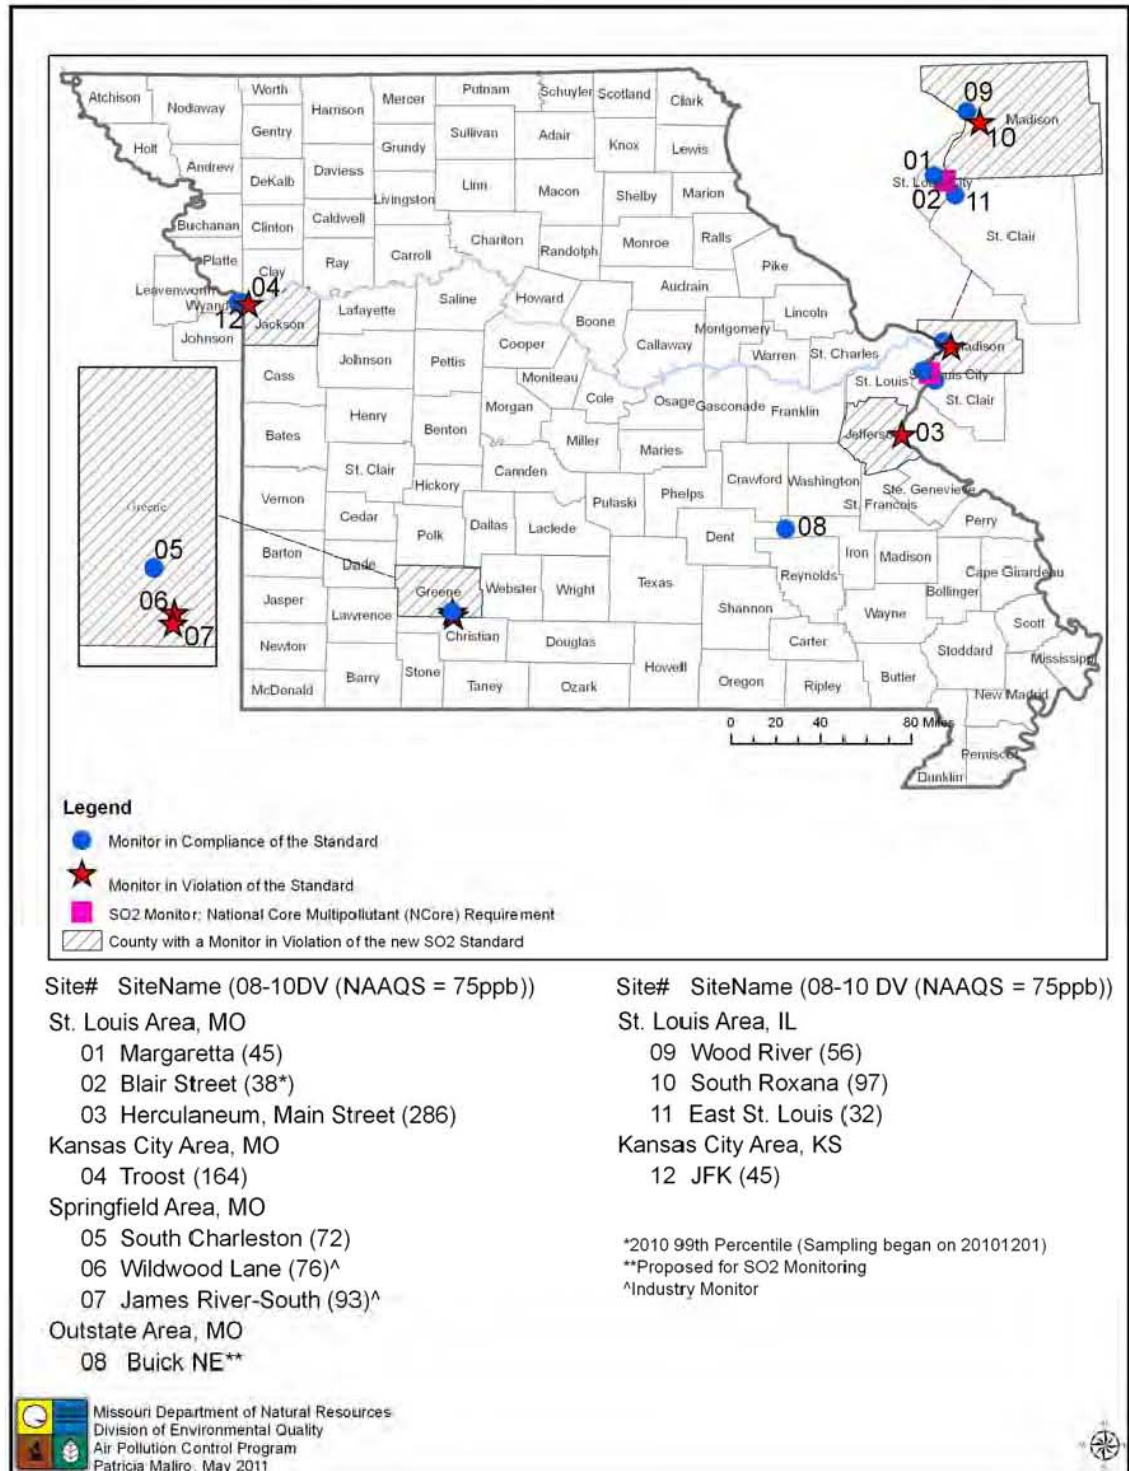 Atchison
Nodaway
Worth
Harrison
Mercer
Putnam
Schuyler
Scotland
Clark
Holt
Gentry
Sullivan
Adair
Knox
Lewis
Andrew
DeKalb
Daviess
Grundy
Linn
Macon
Shelby
Marion
Livingston
Buchanan
Clinton
Caldwell
Chariton
Randolph
Monroe
Ralls
Pike
Platte
Clay
Ray
Carroll
Audrain
Leavenworth
Wyand
04
12
Jackson
Johnson
Lafayette
Saline
Howard
Boone
Callaway
Montgomery
Lincoln
Warren
St. Charles
Cooper
Johnson
Pettis
Moniteau
Cass
Henry
Morgan
Cole
Osage
Gasconade
Franklin
St. Louis
St. Louis City
Madison
St. Clair
Jefferson
03
Bates
Benton
Miller
Maries
St. Clair
Camden
Hickory
Pulaski
Phelps
Crawford
Washington
Ste. Genevieve
St. Francois
Perry
Vernon
Cedar
Polk
Dallas
Laclede
Dent
08
Iron
Madison
Cape Girardeau
Barton
Dade
Greene
Webster
Wright
Texas
Reynolds
Bollinger
Jasper
Lawrence
Christian
Douglas
Shannon
Wayne
Scott
Newton
Stone
Howell
Carter
Stoddard
Mississippi
McDonald
Barry
Taney
Ozark
Oregon
Ripley
Butler
New Madrid
Pemiscot
Dunklin
09
Madison
10
01
St. Louis City
02
11
St. Clair
Greene
05
06
07
0 20 40 80 Miles
Legend
Monitor in Compliance of the Standard
Monitor in Violation of the Standard
SO2 Monitor: National Core Multipollutant (NCore) Requirement
County with a Monitor in Violation of the new SO2 Standard
Site# SiteName (08-10DV (NAAQS = 75ppb))
St. Louis Area, MO
01 Margaretta (45)
02 Blair Street (38*)
03 Herculaneum, Main Street (286)
Kansas City Area, MO
04 Troost (164)
Springfield Area, MO
05 South Charleston (72)
06 Wildwood Lane (76)^
07 James River-South (93)^
Outstate Area, MO
08 Buick NE**
Site# SiteName (08-10 DV (NAAQS = 75ppb))
St. Louis Area, IL
09 Wood River (56)
10 South Roxana (97)
11 East St. Louis (32)
Kansas City Area, KS
12 JFK (45)
*2010 99th Percentile (Sampling began on 20101201)
**Proposed for SO2 Monitoring
^Industry Monitor
Missouri Department of Natural Resources
Division of Environmental Quality
Air Pollution Control Program
Patricia Maliro, May 2011